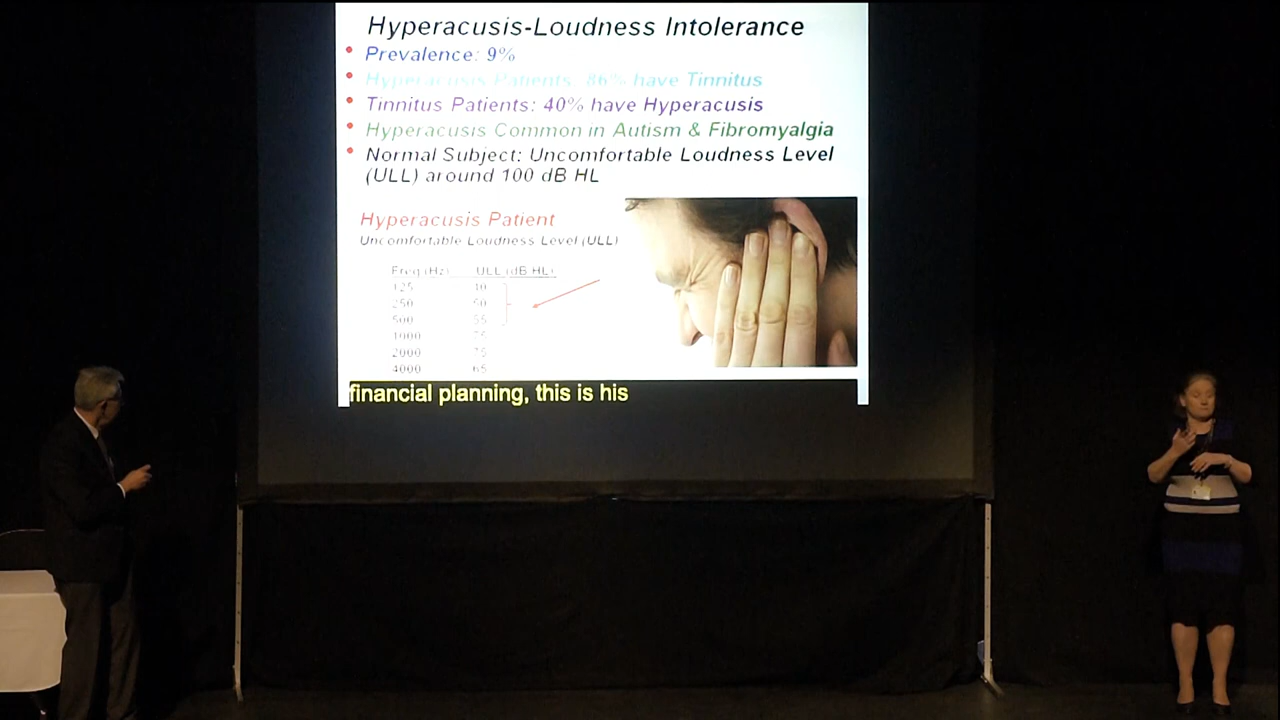 Hyperacusis-Loudness Intolerance
• Prevalence: 9%
• Hyperacusis Patients: 86% have Tinnitus
• Tinnitus Patients: 40% have Hyperacusis
• Hyperacusis Common in Autism & Fibromyalgia
• Normal Subject: Uncomfortable Loudness Level
(ULL) around 100 dB HL
Hyperacusis Patient
Uncomfortable Loudness Level (ULL)
Freq (Hz) ULL (dB HL)
125 40
250 50
500 55
1000 75
2000 75
4000 65
financial planning, this is his